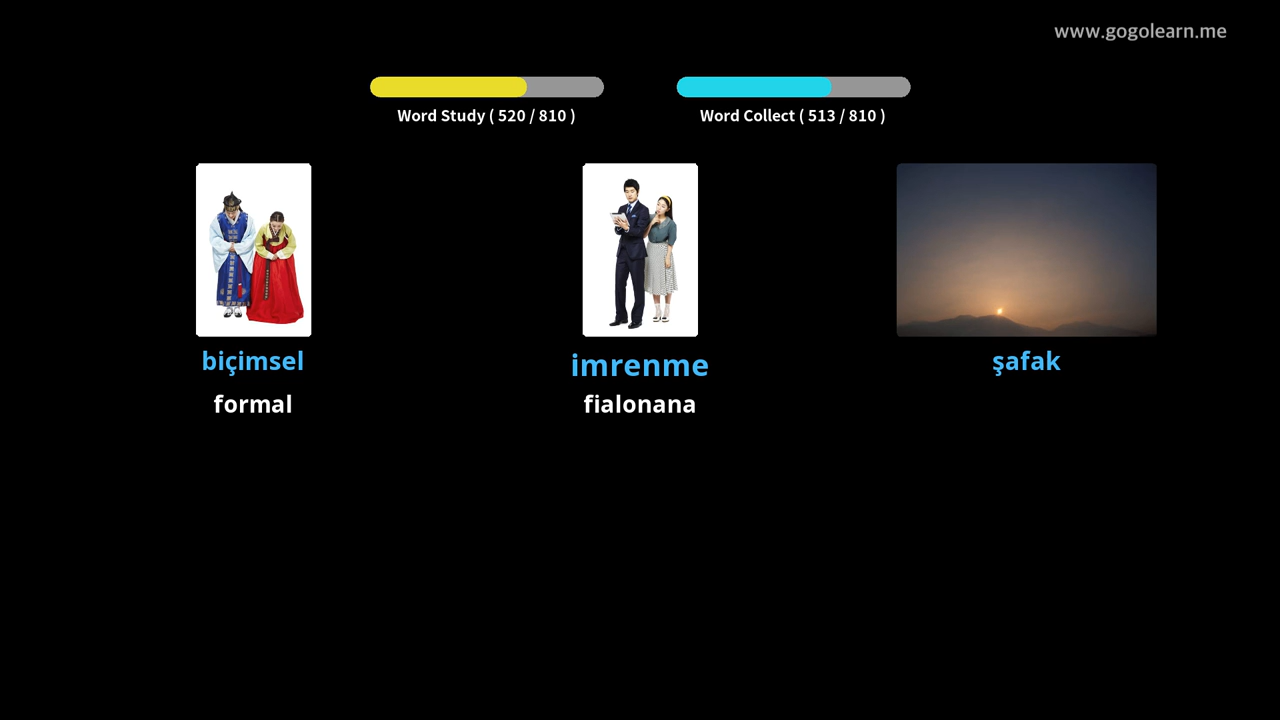 www.gogolearn.me
Word Study ( 520 / 810 )
Word Collect ( 513 / 810 )
biçimsel
formal
imrenme
fialonana
şafak